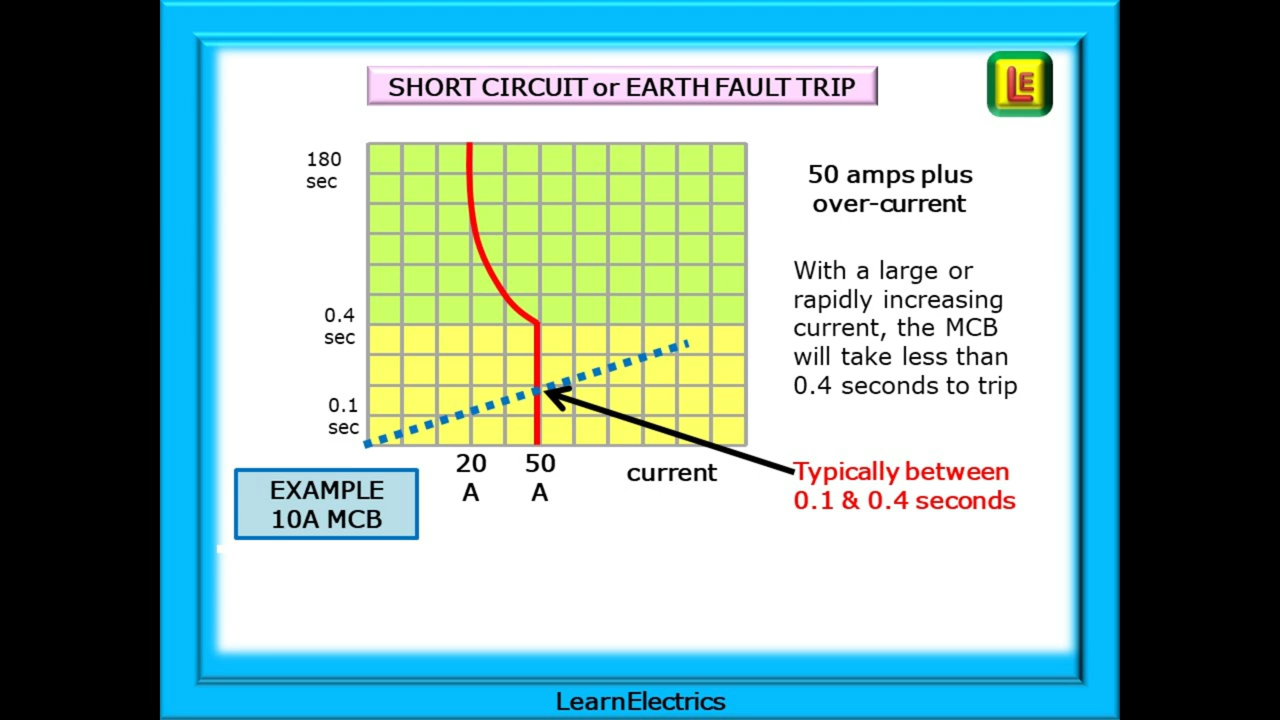 SHORT CIRCUIT or EARTH FAULT TRIP
LE
180
sec
0.4
sec
0.1
sec
20
A
50
A
current
EXAMPLE
10A MCB
50 amps plus
over-current
With a large or
rapidly increasing
current, the MCB
will take less than
0.4 seconds to trip
Typically between
0.1 & 0.4 seconds
LearnElectrics